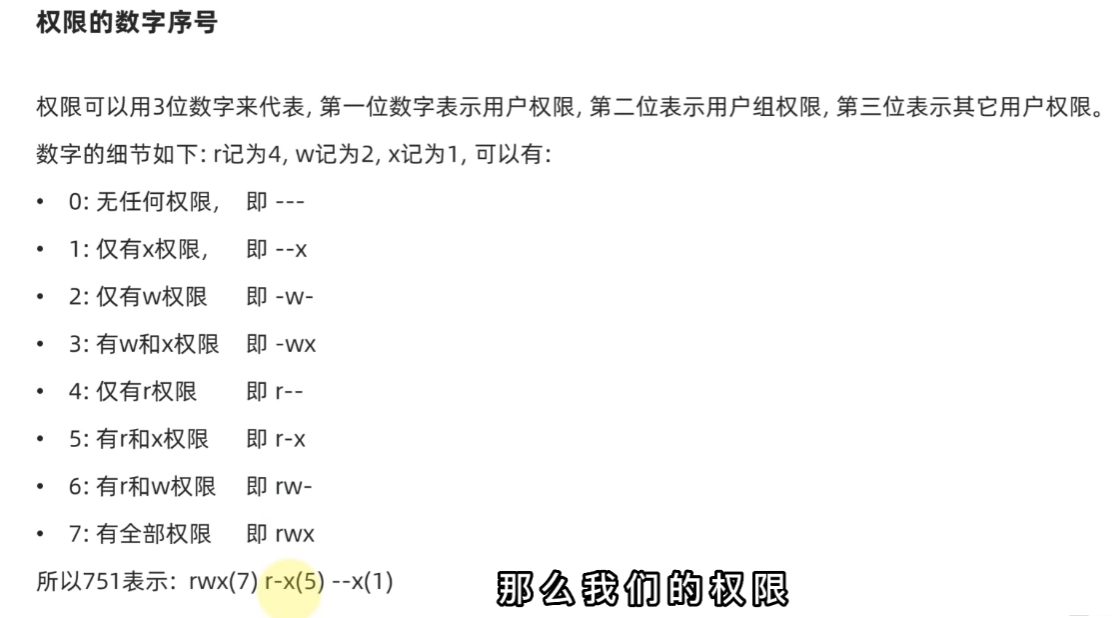 权限的数字序号
权限可以用3位数字来代表, 第一位数字表示用户权限, 第二位表示用户组权限, 第三位表示其它用户权限。
数字的细节如下: r记为4, w记为2, x记为1, 可以有:
• 0: 无任何权限, 即 ---
• 1: 仅有x权限, 即 --x
• 2: 仅有w权限 即 -w-
• 3: 有w和x权限 即 -wx
• 4: 仅有r权限 即 r--
• 5: 有r和x权限 即 r-x
• 6: 有r和w权限 即 rw-
• 7: 有全部权限 即 rwx
所以751表示: rwx(7) r-x(5) --x(1)
那么我们的权限